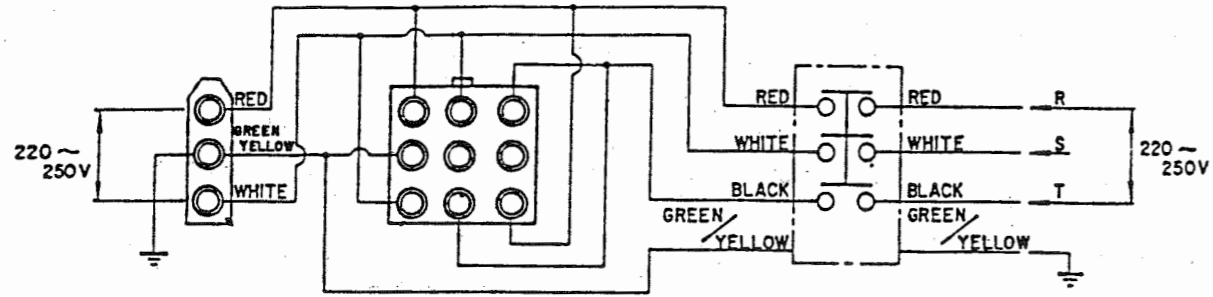 220 ~
250V
RED
GREEN
YELLOW
WHITE
RED
WHITE
BLACK
GREEN
YELLOW
RED
WHITE
BLACK
GREEN
YELLOW
R
S
T
220 ~
250V